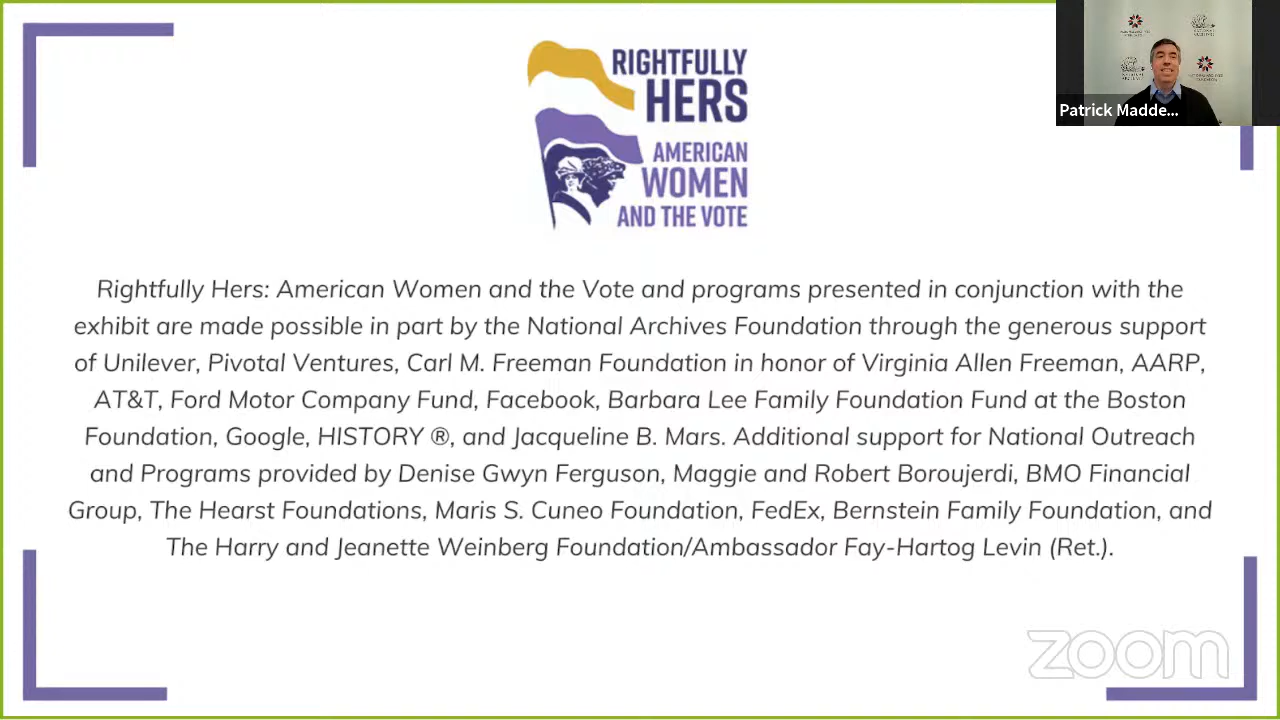 RIGHTFULLY
HERS
AMERICAN
WOMEN
AND THE VOTE
Patrick Madde...
Rightfully Hers: American Women and the Vote and programs presented in conjunction with the
exhibit are made possible in part by the National Archives Foundation through the generous support
of Unilever, Pivotal Ventures, Carl M. Freeman Foundation in honor of Virginia Allen Freeman, AARP,
AT&T, Ford Motor Company Fund, Facebook, Barbara Lee Family Foundation Fund at the Boston
Foundation, Google, HISTORY ®, and Jacqueline B. Mars. Additional support for National Outreach
and Programs provided by Denise Gwyn Ferguson, Maggie and Robert Boroujerdi, BMO Financial
Group, The Hearst Foundations, Maris S. Cuneo Foundation, FedEx, Bernstein Family Foundation, and
The Harry and Jeanette Weinberg Foundation/Ambassador Fay-Hartog Levin (Ret.).
zoom